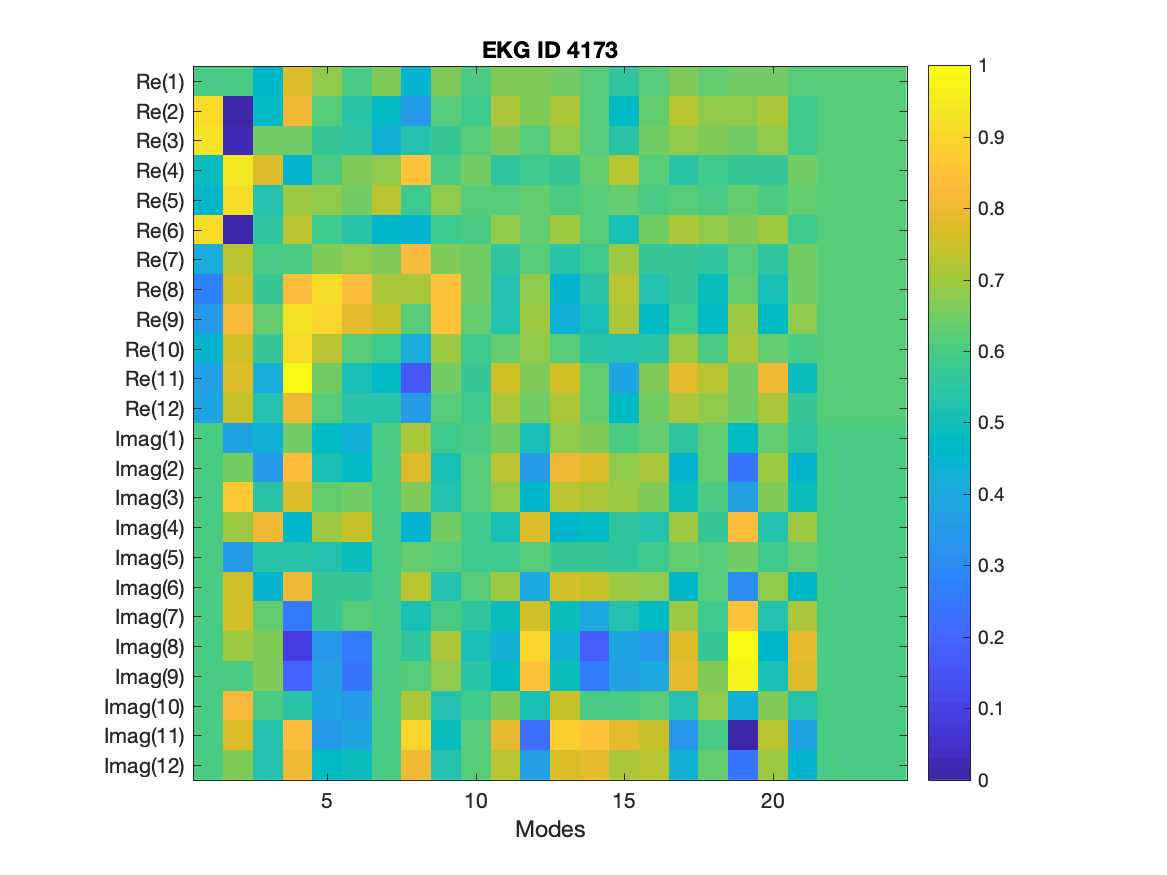 EKG ID 4173
Re(1)
Re(2)
Re(3)
Re(4)
Re(5)
Re(6)
Re(7)
Re(8)
Re(9)
Re(10)
Re(11)
Re(12)
Imag(1)
Imag(2)
Imag(3)
Imag(4)
Imag(5)
Imag(6)
Imag(7)
Imag(8)
Imag(9)
Imag(10)
Imag(11)
Imag(12)
5 10 15 20
Modes
1
0.9
0.8
0.7
0.6
0.5
0.4
0.3
0.2
0.1
0